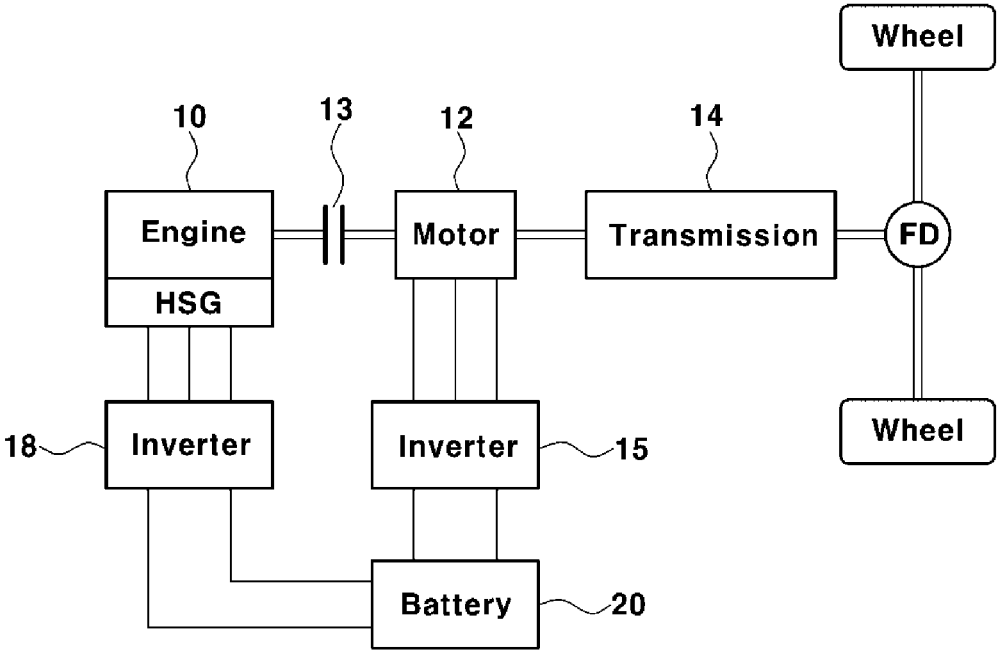 Wheel
10
13
12
14
Engine
Motor
Transmission
FD
HSG
Wheel
18
Inverter
Inverter
15
Battery
20